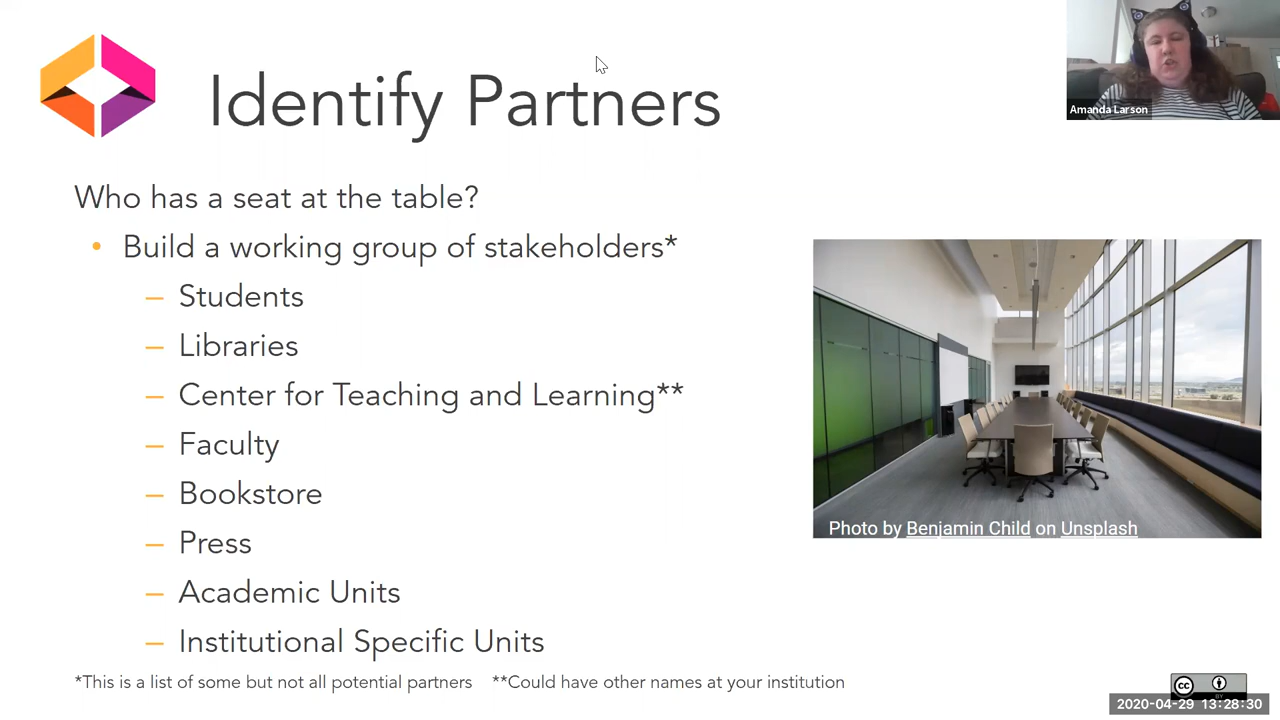 Identify Partners
Amanda Larson
Who has a seat at the table?
• Build a working group of stakeholders*
– Students
– Libraries
– Center for Teaching and Learning**
– Faculty
– Bookstore
– Press
– Academic Units
– Institutional Specific Units
Photo by Benjamin Child on Unsplash
*This is a list of some but not all potential partners **Could have other names at your institution
cc
BY
2020-04-29 13:28:30